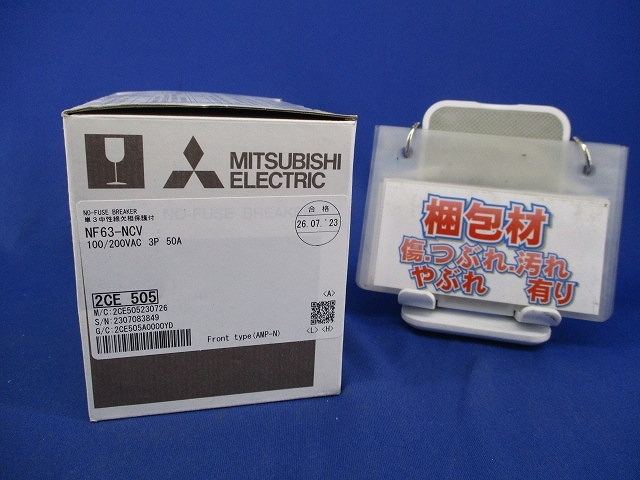 MITSUBISHI
ELECTRIC
NO-FUSE BREAKER
単3中性線欠相保護付
NF63-NCV
100/200VAC 3P 50A
合格
26.07.'23
2CE 505
M/C:2CE505230726
S/N:2307083849
G/C:2CE505A0000YD
Front type(AMP-N)
<A>
<L> <H>
梱包材
傷.つぶれ.汚れ
やぶれ 有り